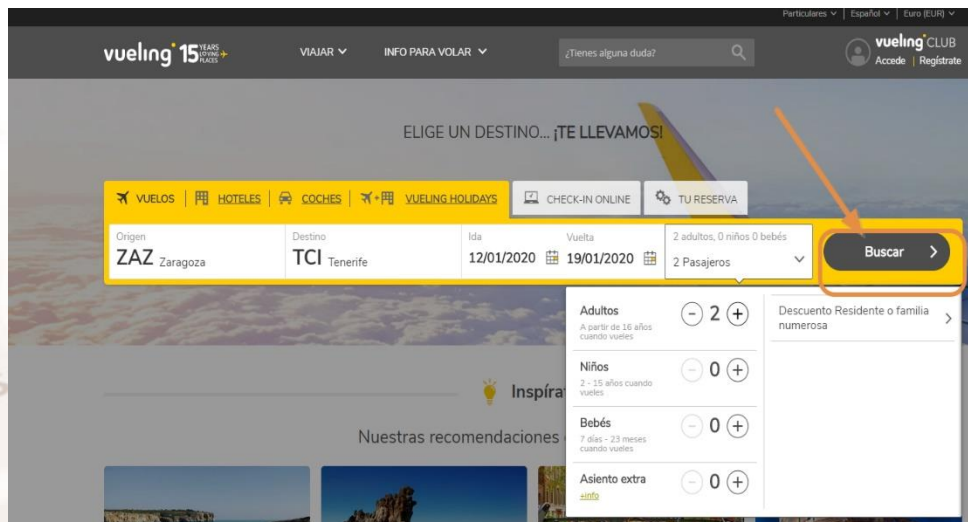 Particulares | Español | Euro (EUR)
vueling 15 YEARS LOVING PLACES
VIAJAR INFO PARA VOLAR ¿Tienes alguna duda?
vueling CLUB
Accede | Regístrate
ELIGE UN DESTINO... ¡TE LLEVAMOS!
VUELOS | HOTELES | COCHES | VUELING HOLIDAYS CHECK-IN ONLINE TU RESERVA
Origen Destino Ida Vuelta 2 adultos, 0 niños 0 bebés
ZAZ Zaragoza TCI Tenerife 12/01/2020 19/01/2020 2 Pasajeros Buscar
Adultos 2
A partir de 16 años
cuando vueles
Descuento Residente o familia
numerosa
Niños 0
2 - 15 años cuando
vueles
Bebés 0
7 días - 23 meses
cuando vueles
Asiento extra 0
+info
Nuestras recomendaciones